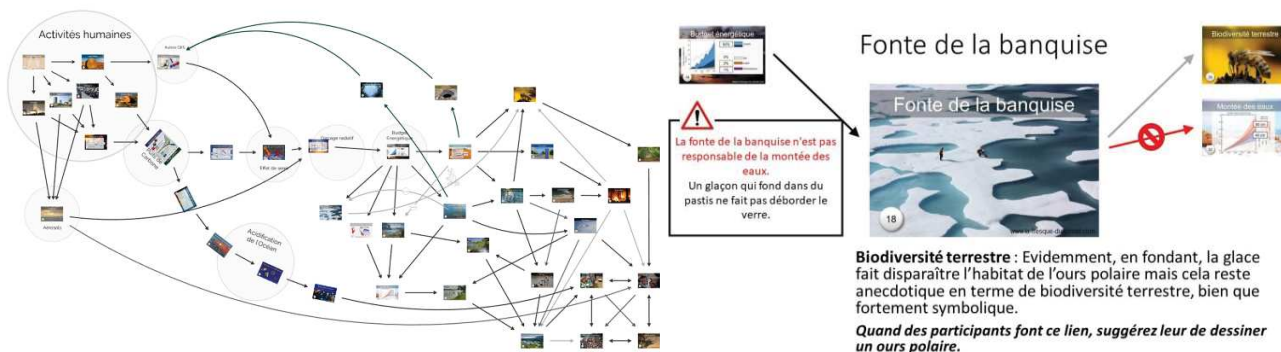 Activités humaines
Autres GES
Budget
Energétique
Effet de serre
Aérosols
Acidification
de l'Océan
Budget énergétique
La fonte de la banquise n'est pas
responsable de la montée des
eaux.
Un glaçon qui fond dans du
pastis ne fait pas déborder le
verre.
Fonte de la banquise
Fonte de la banquise
18
Biodiversité terrestre
Montée des eaux
Biodiversité terrestre : Evidemment, en fondant, la glace
fait disparaître l'habitat de l'ours polaire mais cela reste
anecdotique en terme de biodiversité terrestre, bien que
fortement symbolique.
Quand des participants font ce lien, suggérez leur de dessiner
un ours polaire.